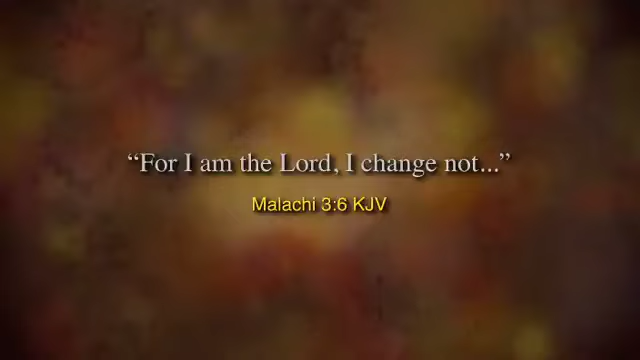 “For I am the Lord, I change not...”
Malachi 3:6 KJV